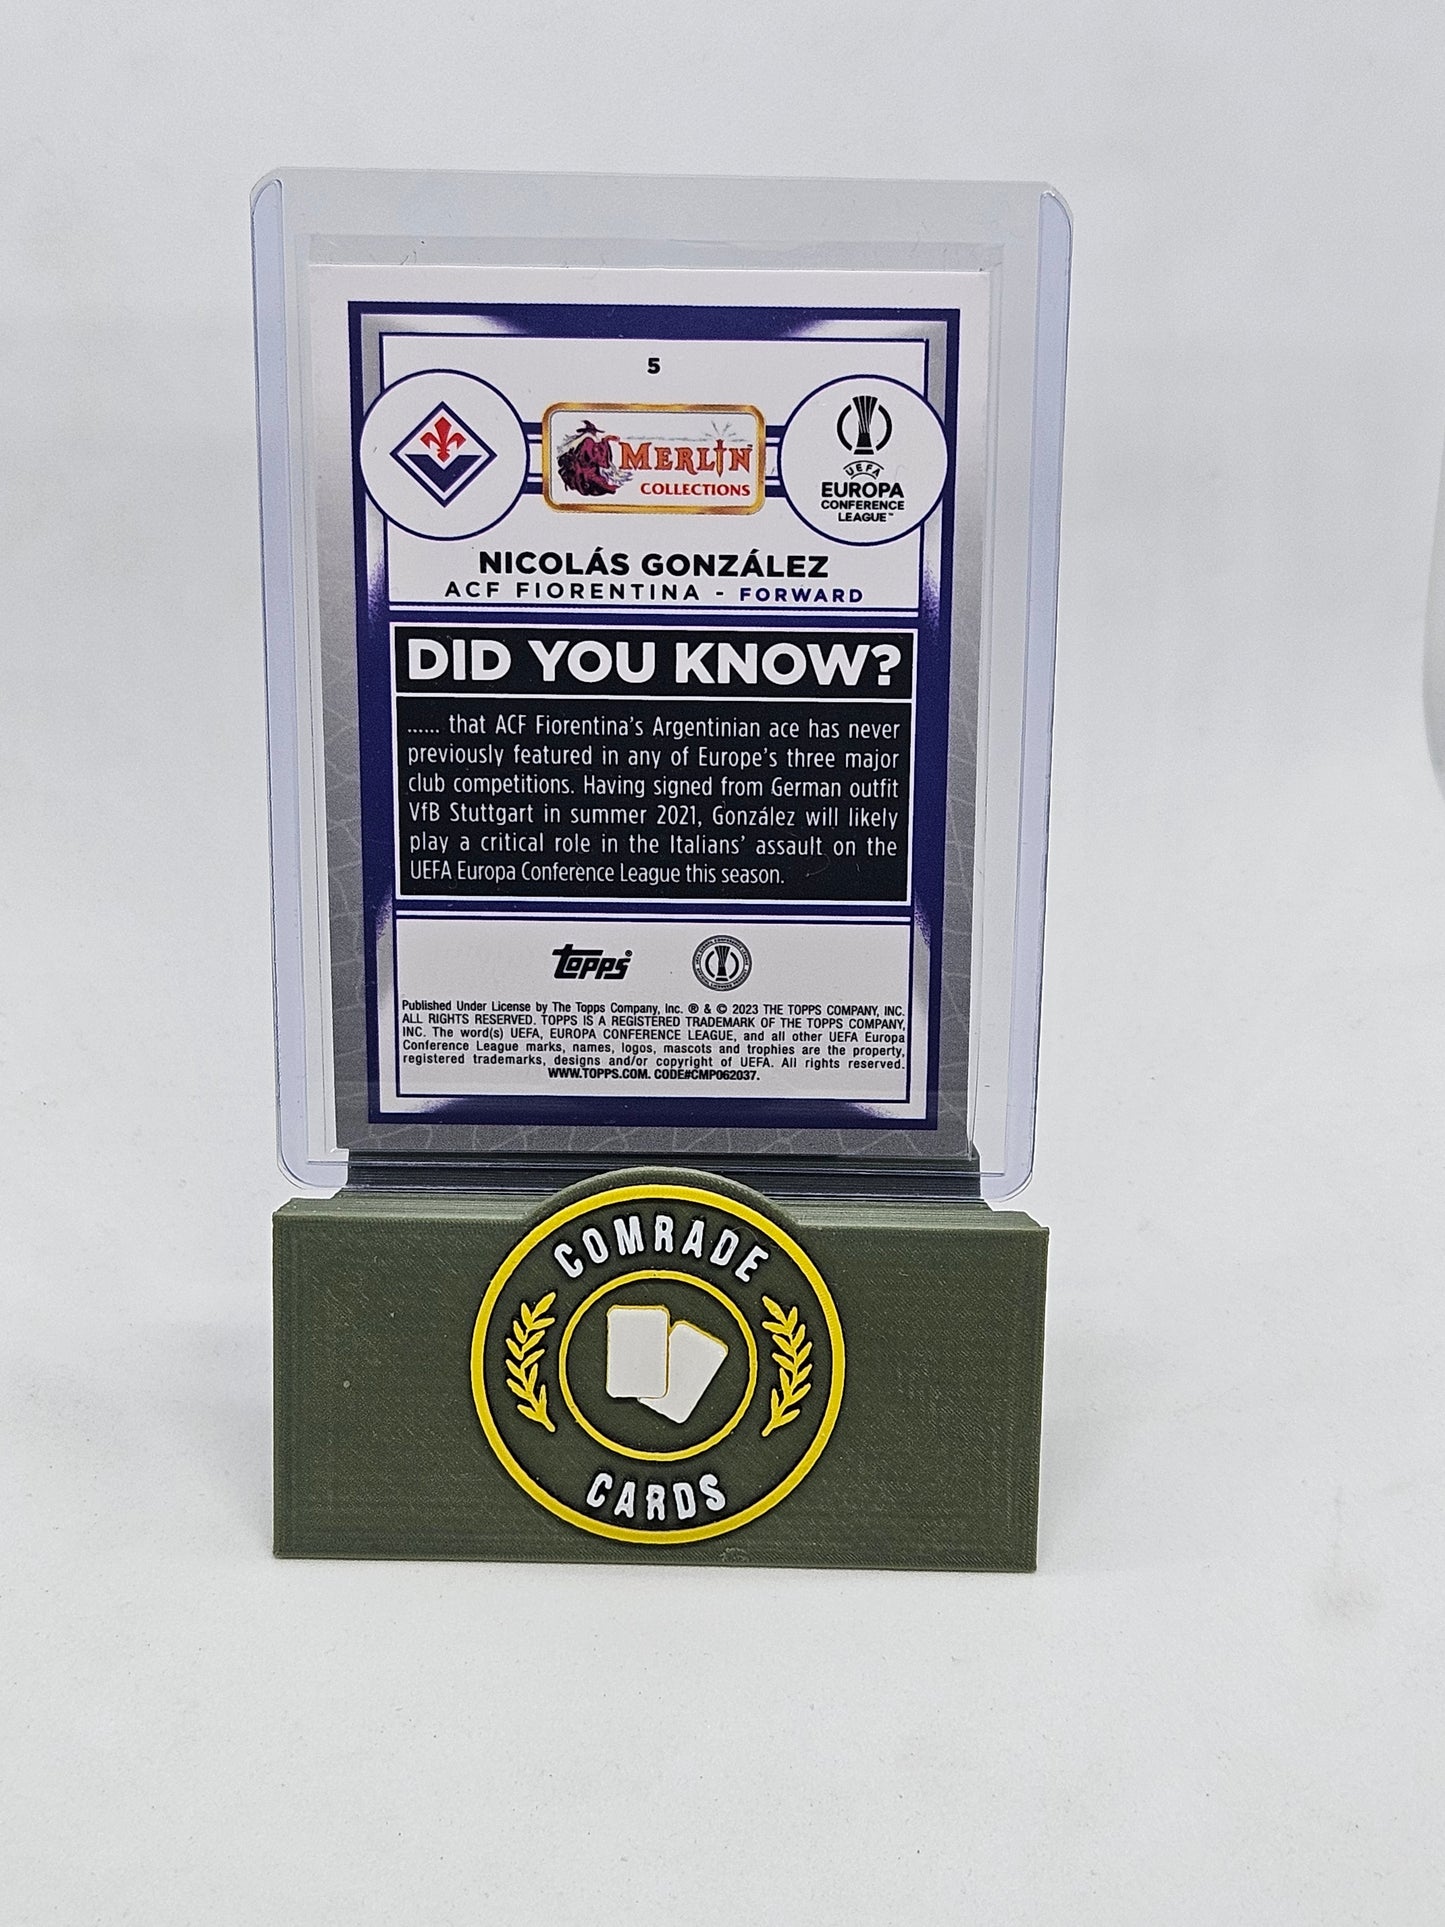 5
MERLIN™
COLLECTIONS
UEFA
EUROPA
CONFERENCE
LEAGUE™
NICOLÁS GONZÁLEZ
ACF FIORENTINA - FORWARD
DID YOU KNOW?
...... that ACF Fiorentina's Argentinian ace has never
previously featured in any of Europe's three major
club competitions. Having signed from German outfit
VfB Stuttgart in summer 2021, González will likely
play a critical role in the Italians' assault on the
UEFA Europa Conference League this season.
topps®
Published Under License by The Topps Company, Inc. ® & © 2023 THE TOPPS COMPANY, INC.
ALL RIGHTS RESERVED. TOPPS IS A REGISTERED TRADEMARK OF THE TOPPS COMPANY,
INC. The word(s) UEFA, EUROPA CONFERENCE LEAGUE, and all other UEFA Europa
Conference League marks, names, logos, mascots and trophies are the property,
registered trademarks, designs and/or copyright of UEFA. All rights reserved.
WWW.TOPPS.COM. CODE#CMP062037.
COMRADE
CARDS